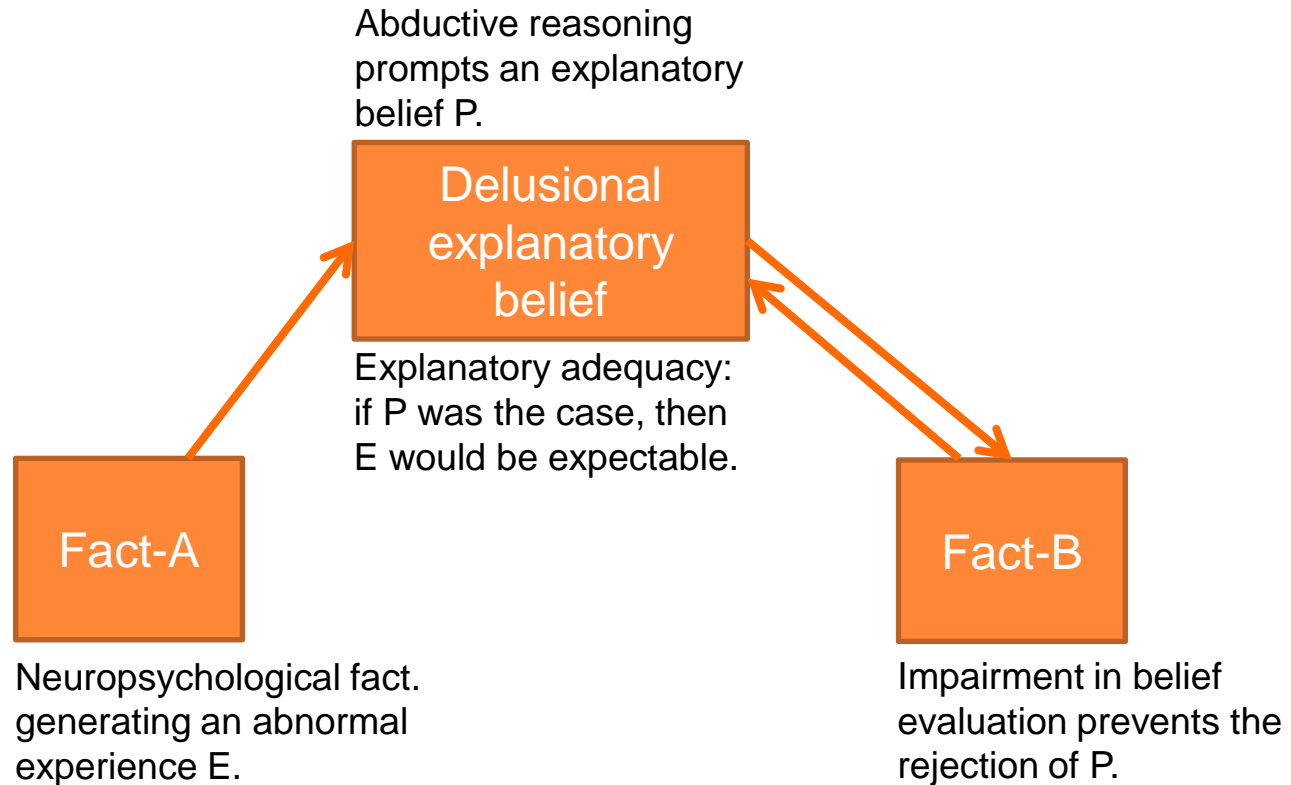 Abductive reasoning
prompts an explanatory
belief P.
Delusional
explanatory
belief
Explanatory adequacy:
if P was the case, then
E would be expectable.
Fact-A
Neuropsychological fact.
generating an abnormal
experience E.
Fact-B
Impairment in belief
evaluation prevents the
rejection of P.